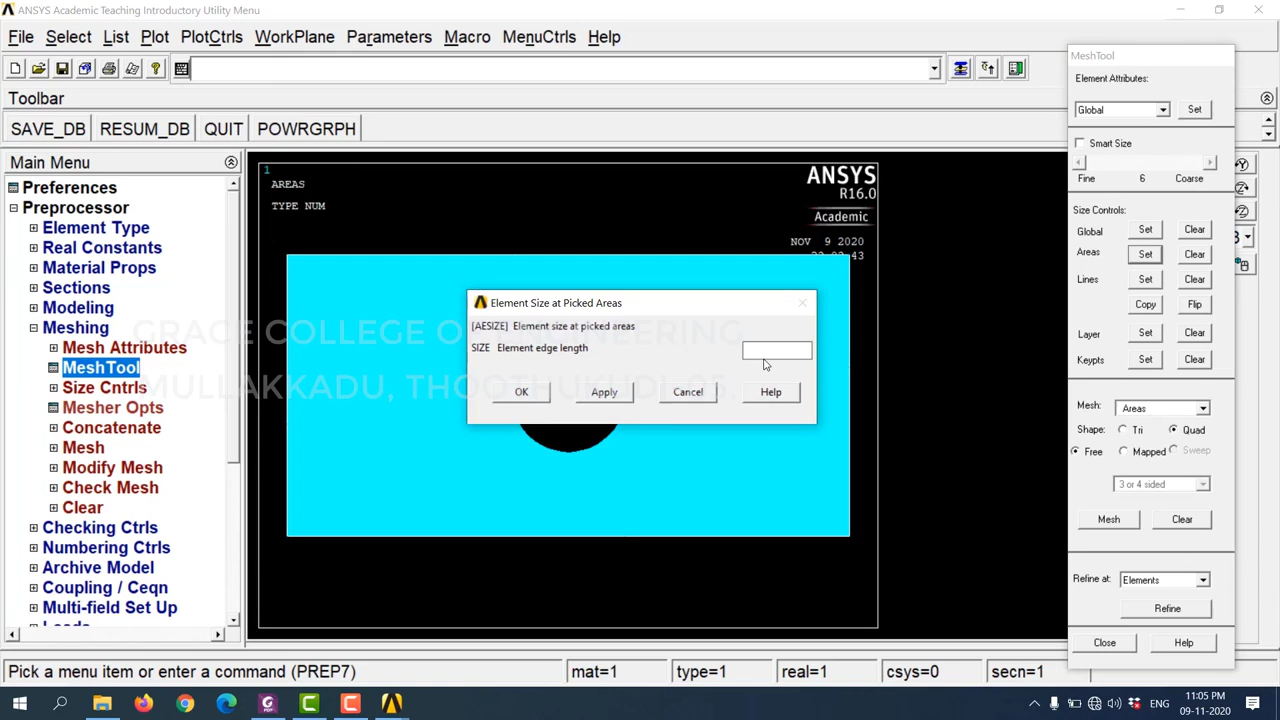 ANSYS Academic Teaching Introductory Utility Menu
File Select List Plot PlotCtrls WorkPlane Parameters Macro MenuCtrls Help
Toolbar
SAVE_DB RESUM_DB QUIT POWRGRPH
Main Menu
Preferences
Preprocessor
Element Type
Real Constants
Material Props
Sections
Modeling
Meshing
Mesh Attributes
MeshTool
Size Cntrls
Mesher Opts
Concatenate
Mesh
Modify Mesh
Check Mesh
Clear
Checking Ctrls
Numbering Ctrls
Archive Model
Coupling / Ceqn
Multi-field Set Up
Loads
1
AREAS
TYPE NUM
ANSYS
R16.0
Academic
NOV 9 2020
GRACE COLLEGE OF ENGINEERING
MULLAKKADU, THOOTHUKUDI-05.
Element Size at Picked Areas
[AESIZE] Element size at picked areas
SIZE Element edge length
OK Apply Cancel Help
MeshTool
Element Attributes:
Global Set
Smart Size
Fine 6 Coarse
Size Controls:
Global Set Clear
Areas Set Clear
Lines Set Clear
Copy Flip
Layer Set Clear
Keypts Set Clear
Mesh: Areas
Shape: Tri Quad
Free Mapped Sweep
3 or 4 sided
Mesh Clear
Refine at: Elements
Refine
Close Help
Pick a menu item or enter a command (PREP7) mat=1 type=1 real=1 csys=0 secn=1
ENG
11:05 PM
09-11-2020